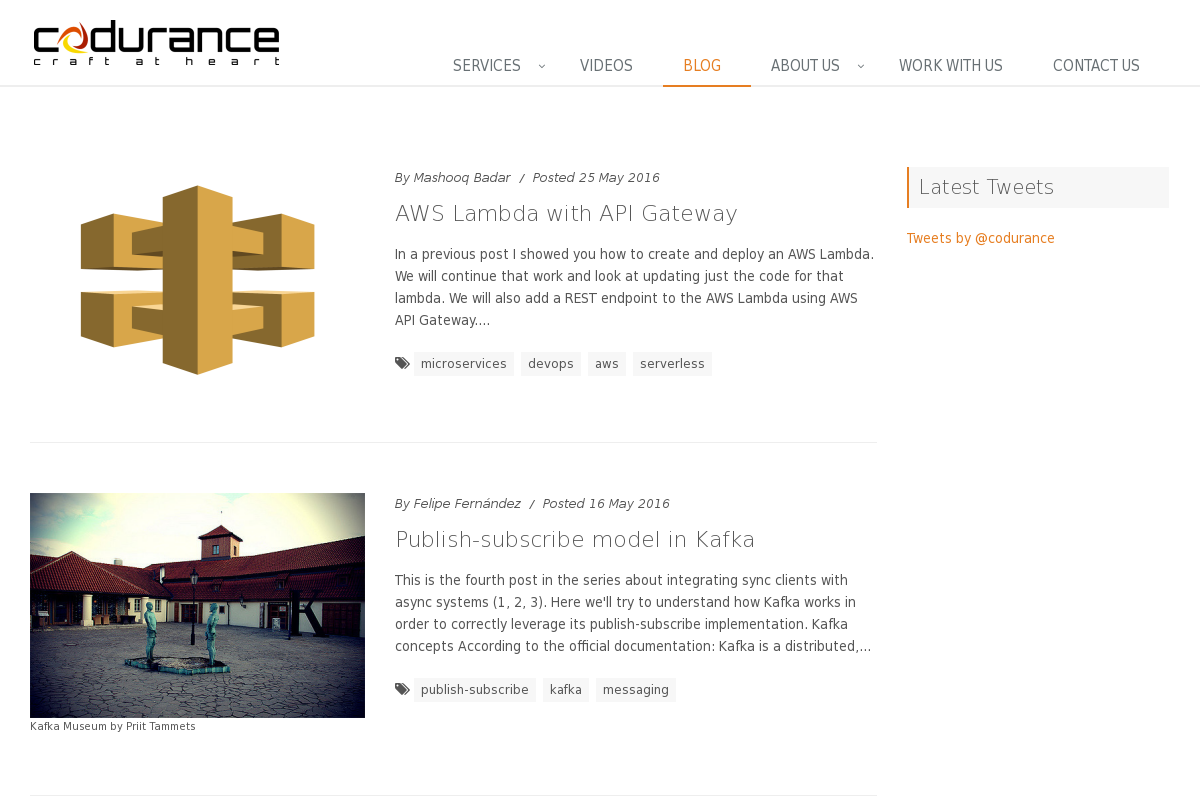 codurance
craft at heart
SERVICES
VIDEOS
BLOG
ABOUT US
WORK WITH US
CONTACT US
By Mashooq Badar / Posted 25 May 2016
AWS Lambda with API Gateway
In a previous post I showed you how to create and deploy an AWS Lambda.
We will continue that work and look at updating just the code for that
lambda. We will also add a REST endpoint to the AWS Lambda using AWS
API Gateway....
microservices devops aws serverless
Latest Tweets
Tweets by @codurance
By Felipe Fernández / Posted 16 May 2016
Publish-subscribe model in Kafka
This is the fourth post in the series about integrating sync clients with
async systems (1, 2, 3). Here we'll try to understand how Kafka works in
order to correctly leverage its publish-subscribe implementation. Kafka
concepts According to the official documentation: Kafka is a distributed,...
publish-subscribe kafka messaging
Kafka Museum by Priit Tammets